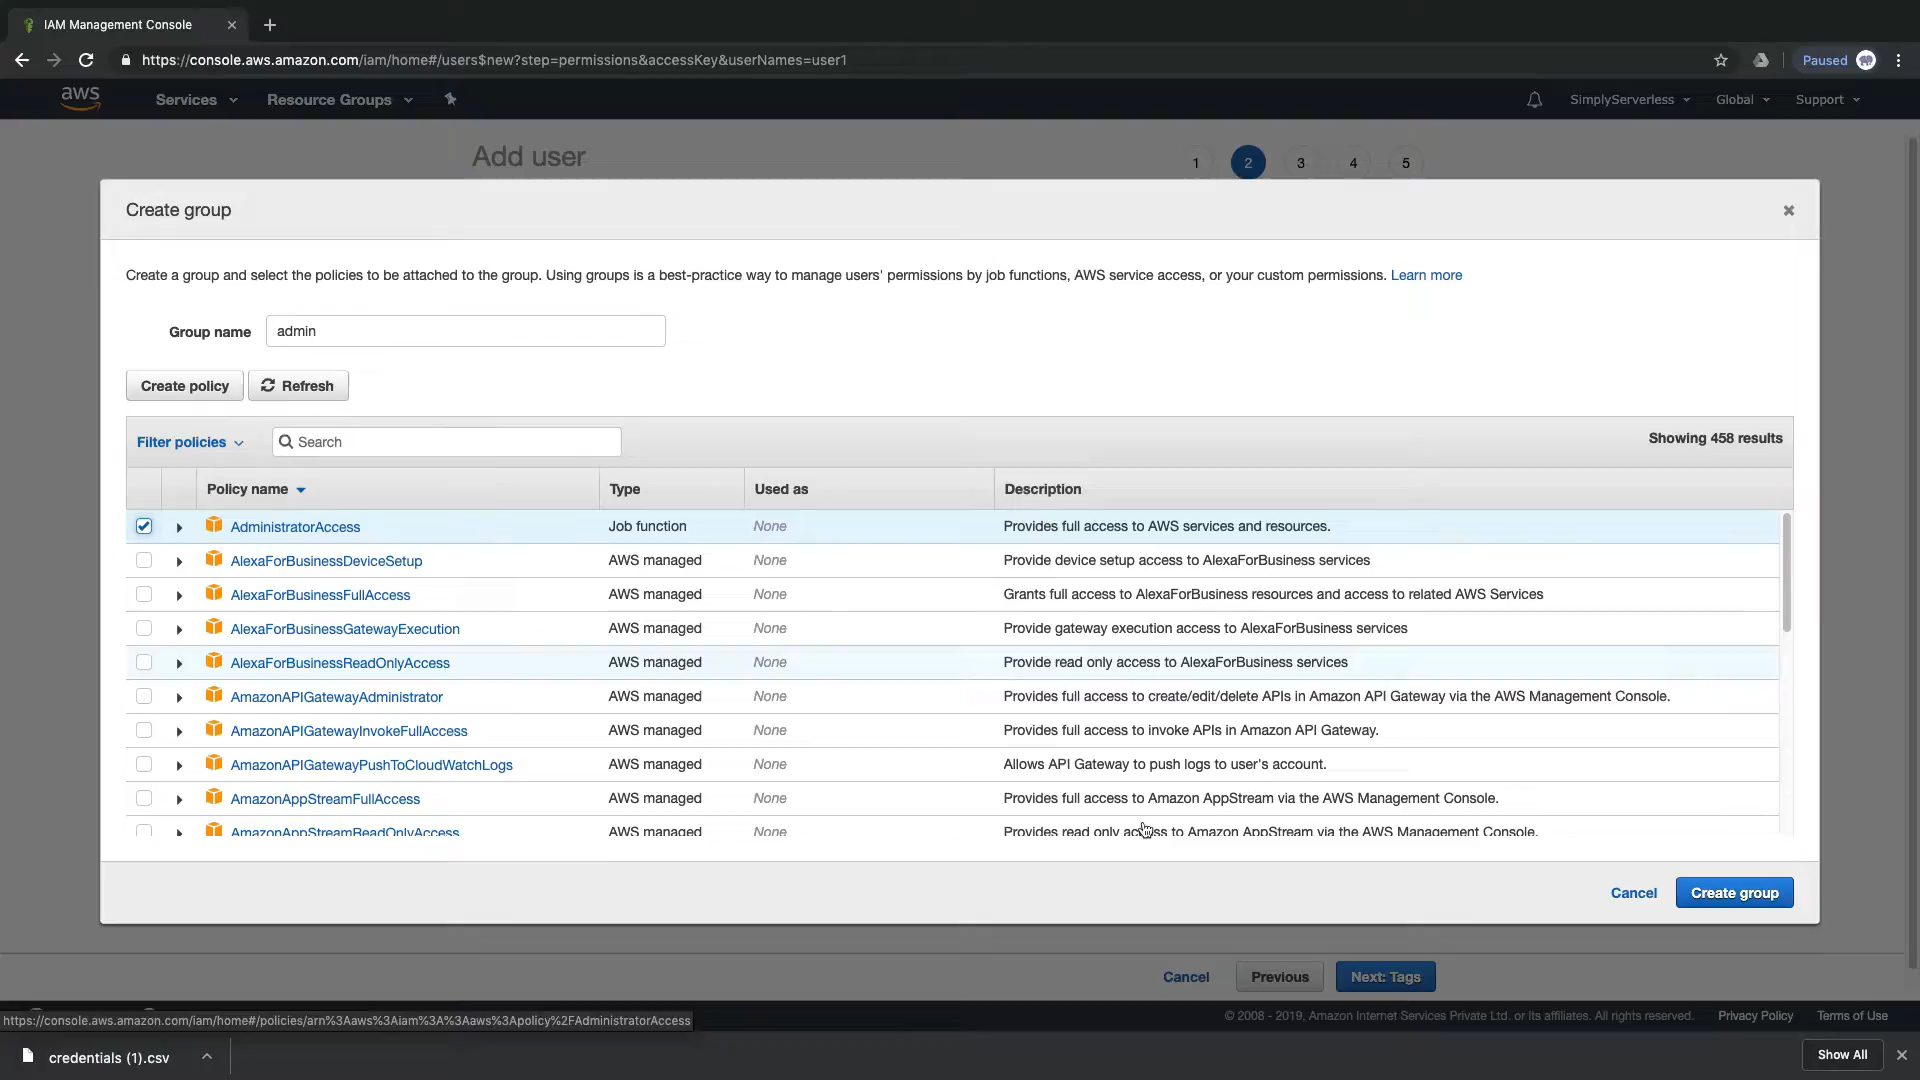 IAM Management Console
https://console.aws.amazon.com/iam/home#/users$new?step=permissions&accessKey&userNames=user1
Paused
aws
Services
Resource Groups
SimplyServerless
Global
Support
Add user
1 2 3 4 5
Create group
Create a group and select the policies to be attached to the group. Using groups is a best-practice way to manage users' permissions by job functions, AWS service access, or your custom permissions. Learn more
Group name admin
Create policy Refresh
Filter policies Search Showing 458 results
Policy name Type Used as Description
AdministratorAccess Job function None Provides full access to AWS services and resources.
AlexaForBusinessDeviceSetup AWS managed None Provide device setup access to AlexaForBusiness services
AlexaForBusinessFullAccess AWS managed None Grants full access to AlexaForBusiness resources and access to related AWS Services
AlexaForBusinessGatewayExecution AWS managed None Provide gateway execution access to AlexaForBusiness services
AlexaForBusinessReadOnlyAccess AWS managed None Provide read only access to AlexaForBusiness services
AmazonAPIGatewayAdministrator AWS managed None Provides full access to create/edit/delete APIs in Amazon API Gateway via the AWS Management Console.
AmazonAPIGatewayInvokeFullAccess AWS managed None Provides full access to invoke APIs in Amazon API Gateway.
AmazonAPIGatewayPushToCloudWatchLogs AWS managed None Allows API Gateway to push logs to user's account.
AmazonAppStreamFullAccess AWS managed None Provides full access to Amazon AppStream via the AWS Management Console.
AmazonAppStreamReadOnlyAccess AWS managed None Provides read only access to Amazon AppStream via the AWS Management Console.
Cancel Create group
Cancel Previous Next: Tags
https://console.aws.amazon.com/iam/home#/policies/arn%3Aaws%3Aiam%3A%3Aaws%3Apolicy%2FAdministratorAccess
© 2008 - 2019, Amazon Internet Services Private Ltd. or its affiliates. All rights reserved. Privacy Policy Terms of Use
credentials (1).csv
Show All